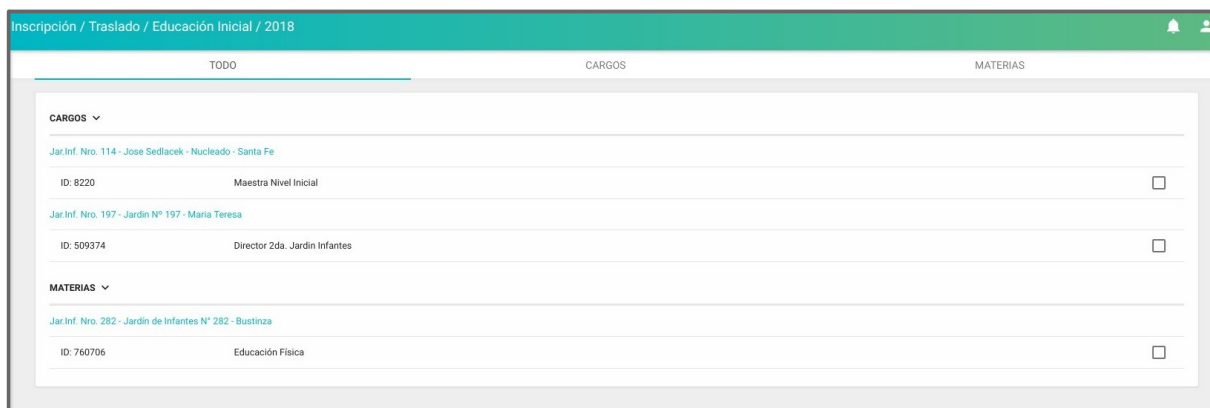 Inscripción / Traslado / Educación Inicial / 2018
TODO CARGOS MATERIAS
CARGOS
Jar.Inf. Nro. 114 - Jose Sedlacek - Nucleado - Santa Fe
ID: 8220 Maestra Nivel Inicial
Jar.Inf. Nro. 197 - Jardin Nº 197 - Maria Teresa
ID: 509374 Director 2da. Jardin Infantes
MATERIAS
Jar.Inf. Nro. 282 - Jardín de Infantes N° 282 - Bustinza
ID: 760706 Educación Física